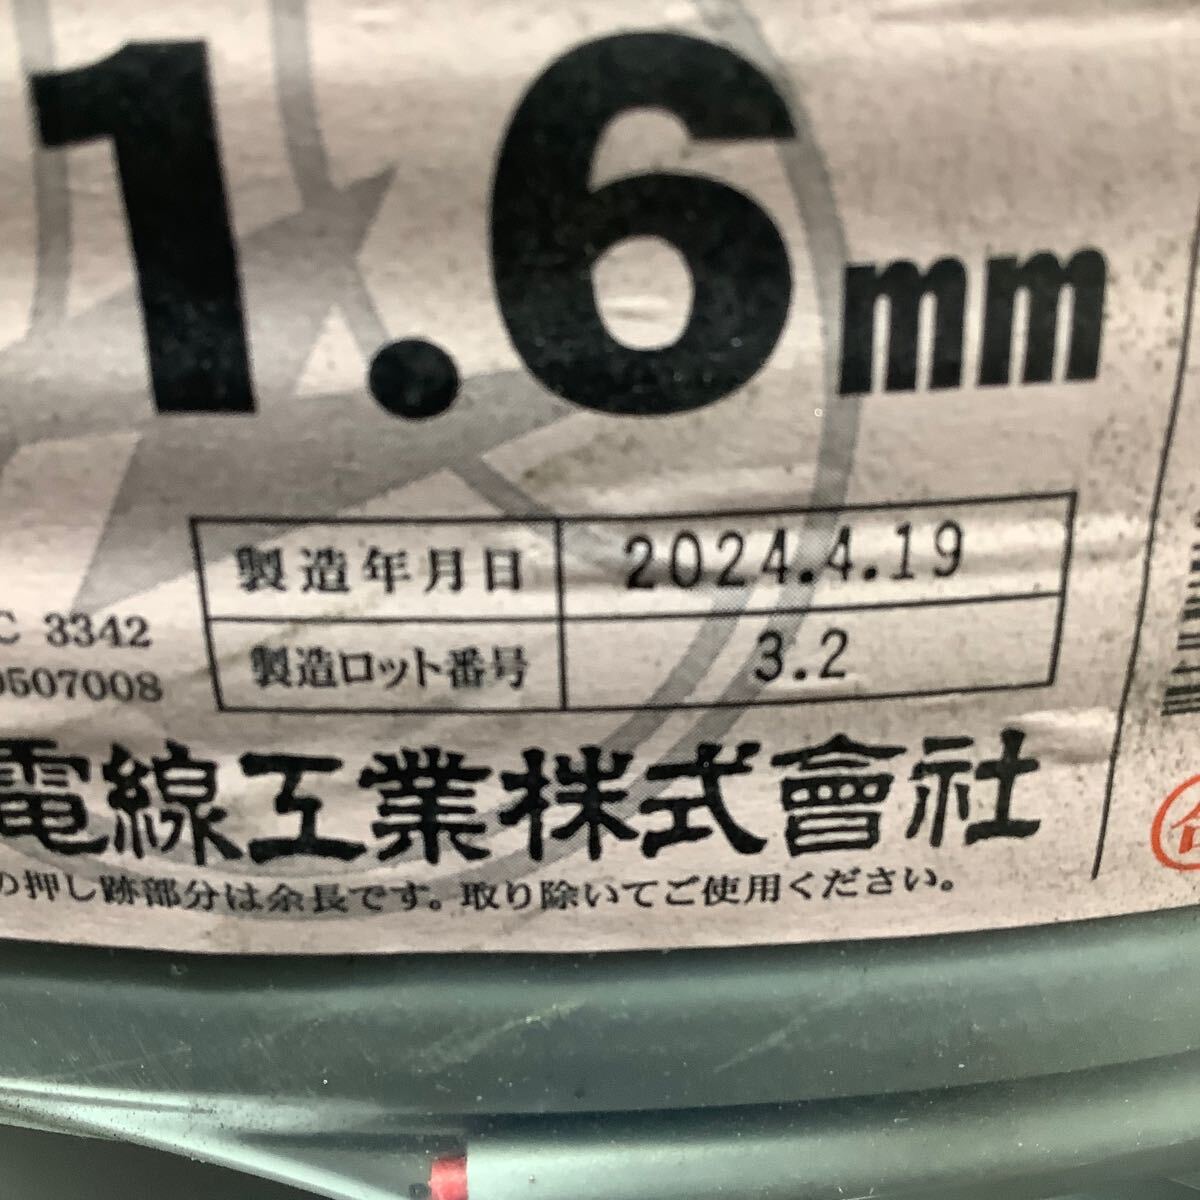 1.6mm
製造年月日 2024.4.19
C 3342
製造ロット番号 3.2
0507008
電線工業株式會社
の押し跡部分は余長です。取り除いてご使用ください。